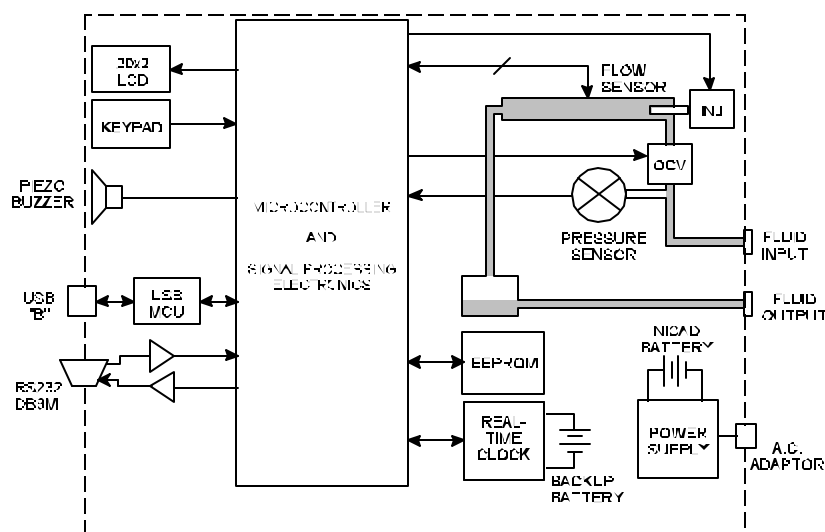 20x2
LCD
KEYPAD
PIEZO
BUZZER
USB
"B"
USB
MCU
RS232
DB9M
MICROCONTROLLER
AND
SIGNAL PROCESSING
ELECTRONICS
FLOW
SENSOR
INJ
OCV
PRESSURE
SENSOR
FLUID
INPUT
FLUID
OUTPUT
EEPROM
REAL-
TIME
CLOCK
BACKUP
BATTERY
NICAD
BATTERY
POWER
SUPPLY
A.C.
ADAPTOR